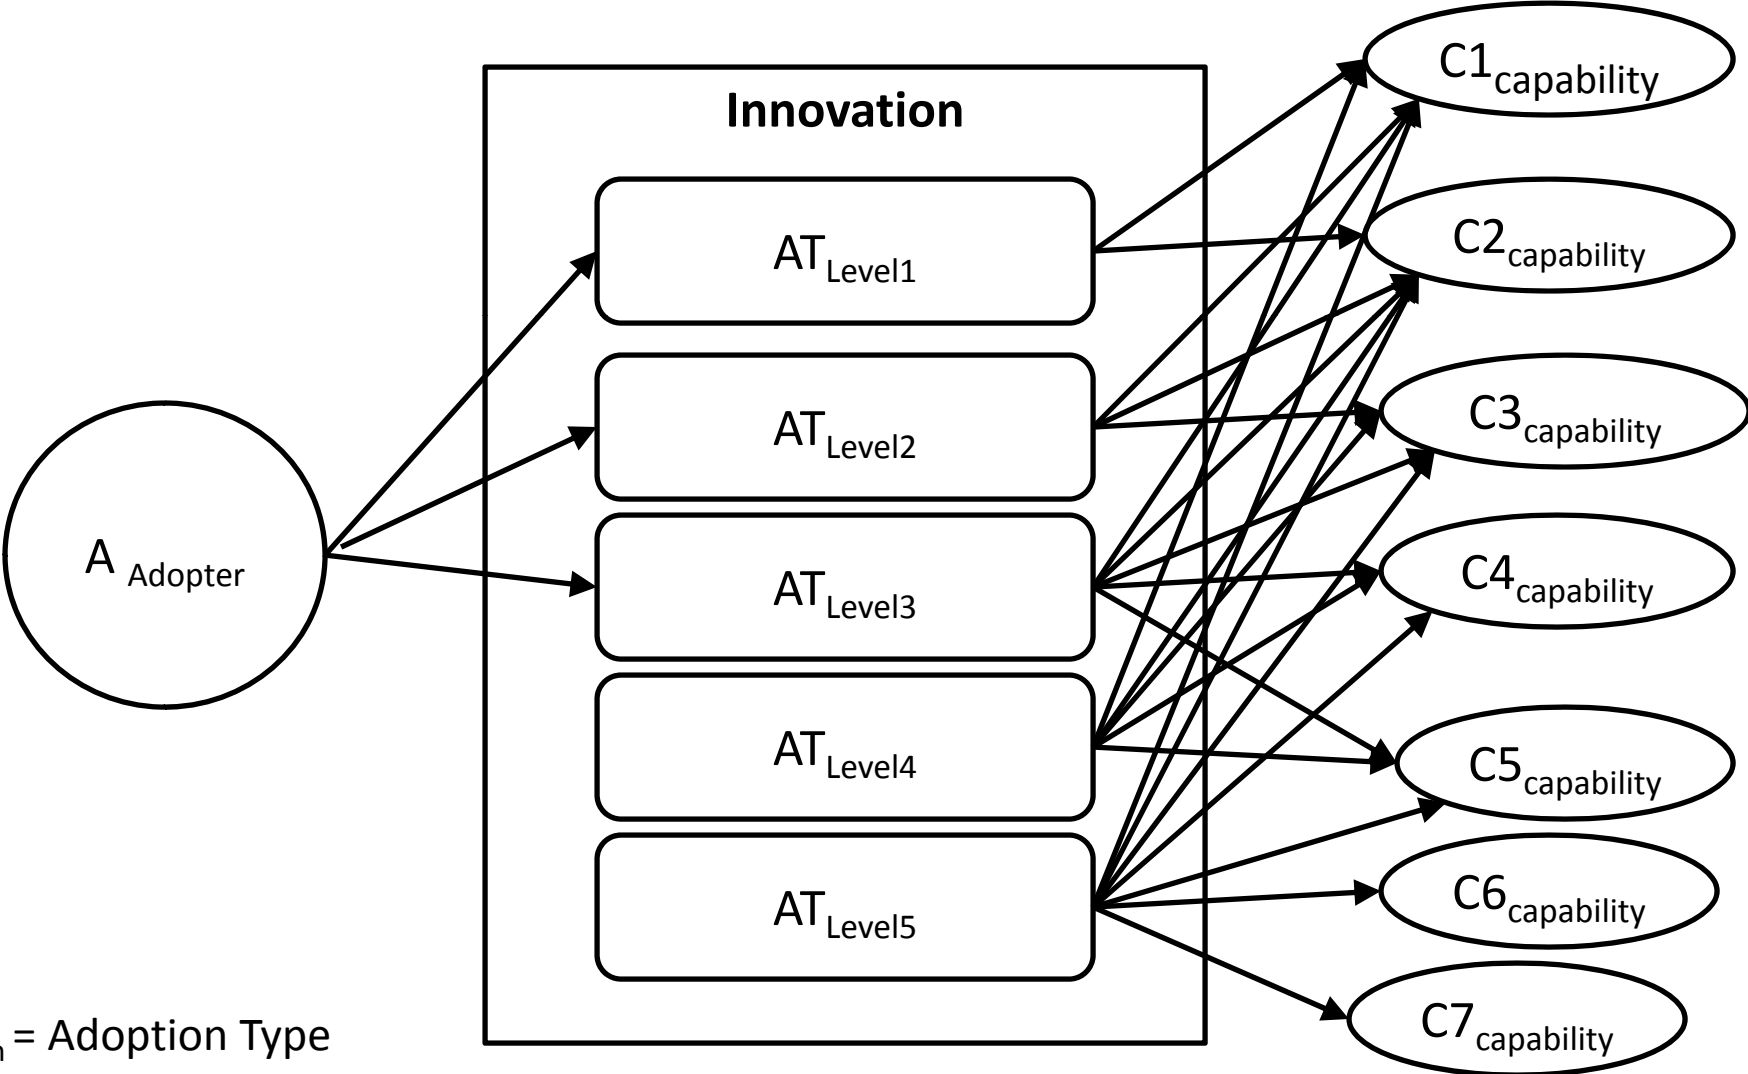 Innovation
A Adopter
ATLevel1
ATLevel2
ATLevel3
ATLevel4
ATLevel5
C1capability
C2capability
C3capability
C4capability
C5capability
C6capability
C7capability
= Adoption Type